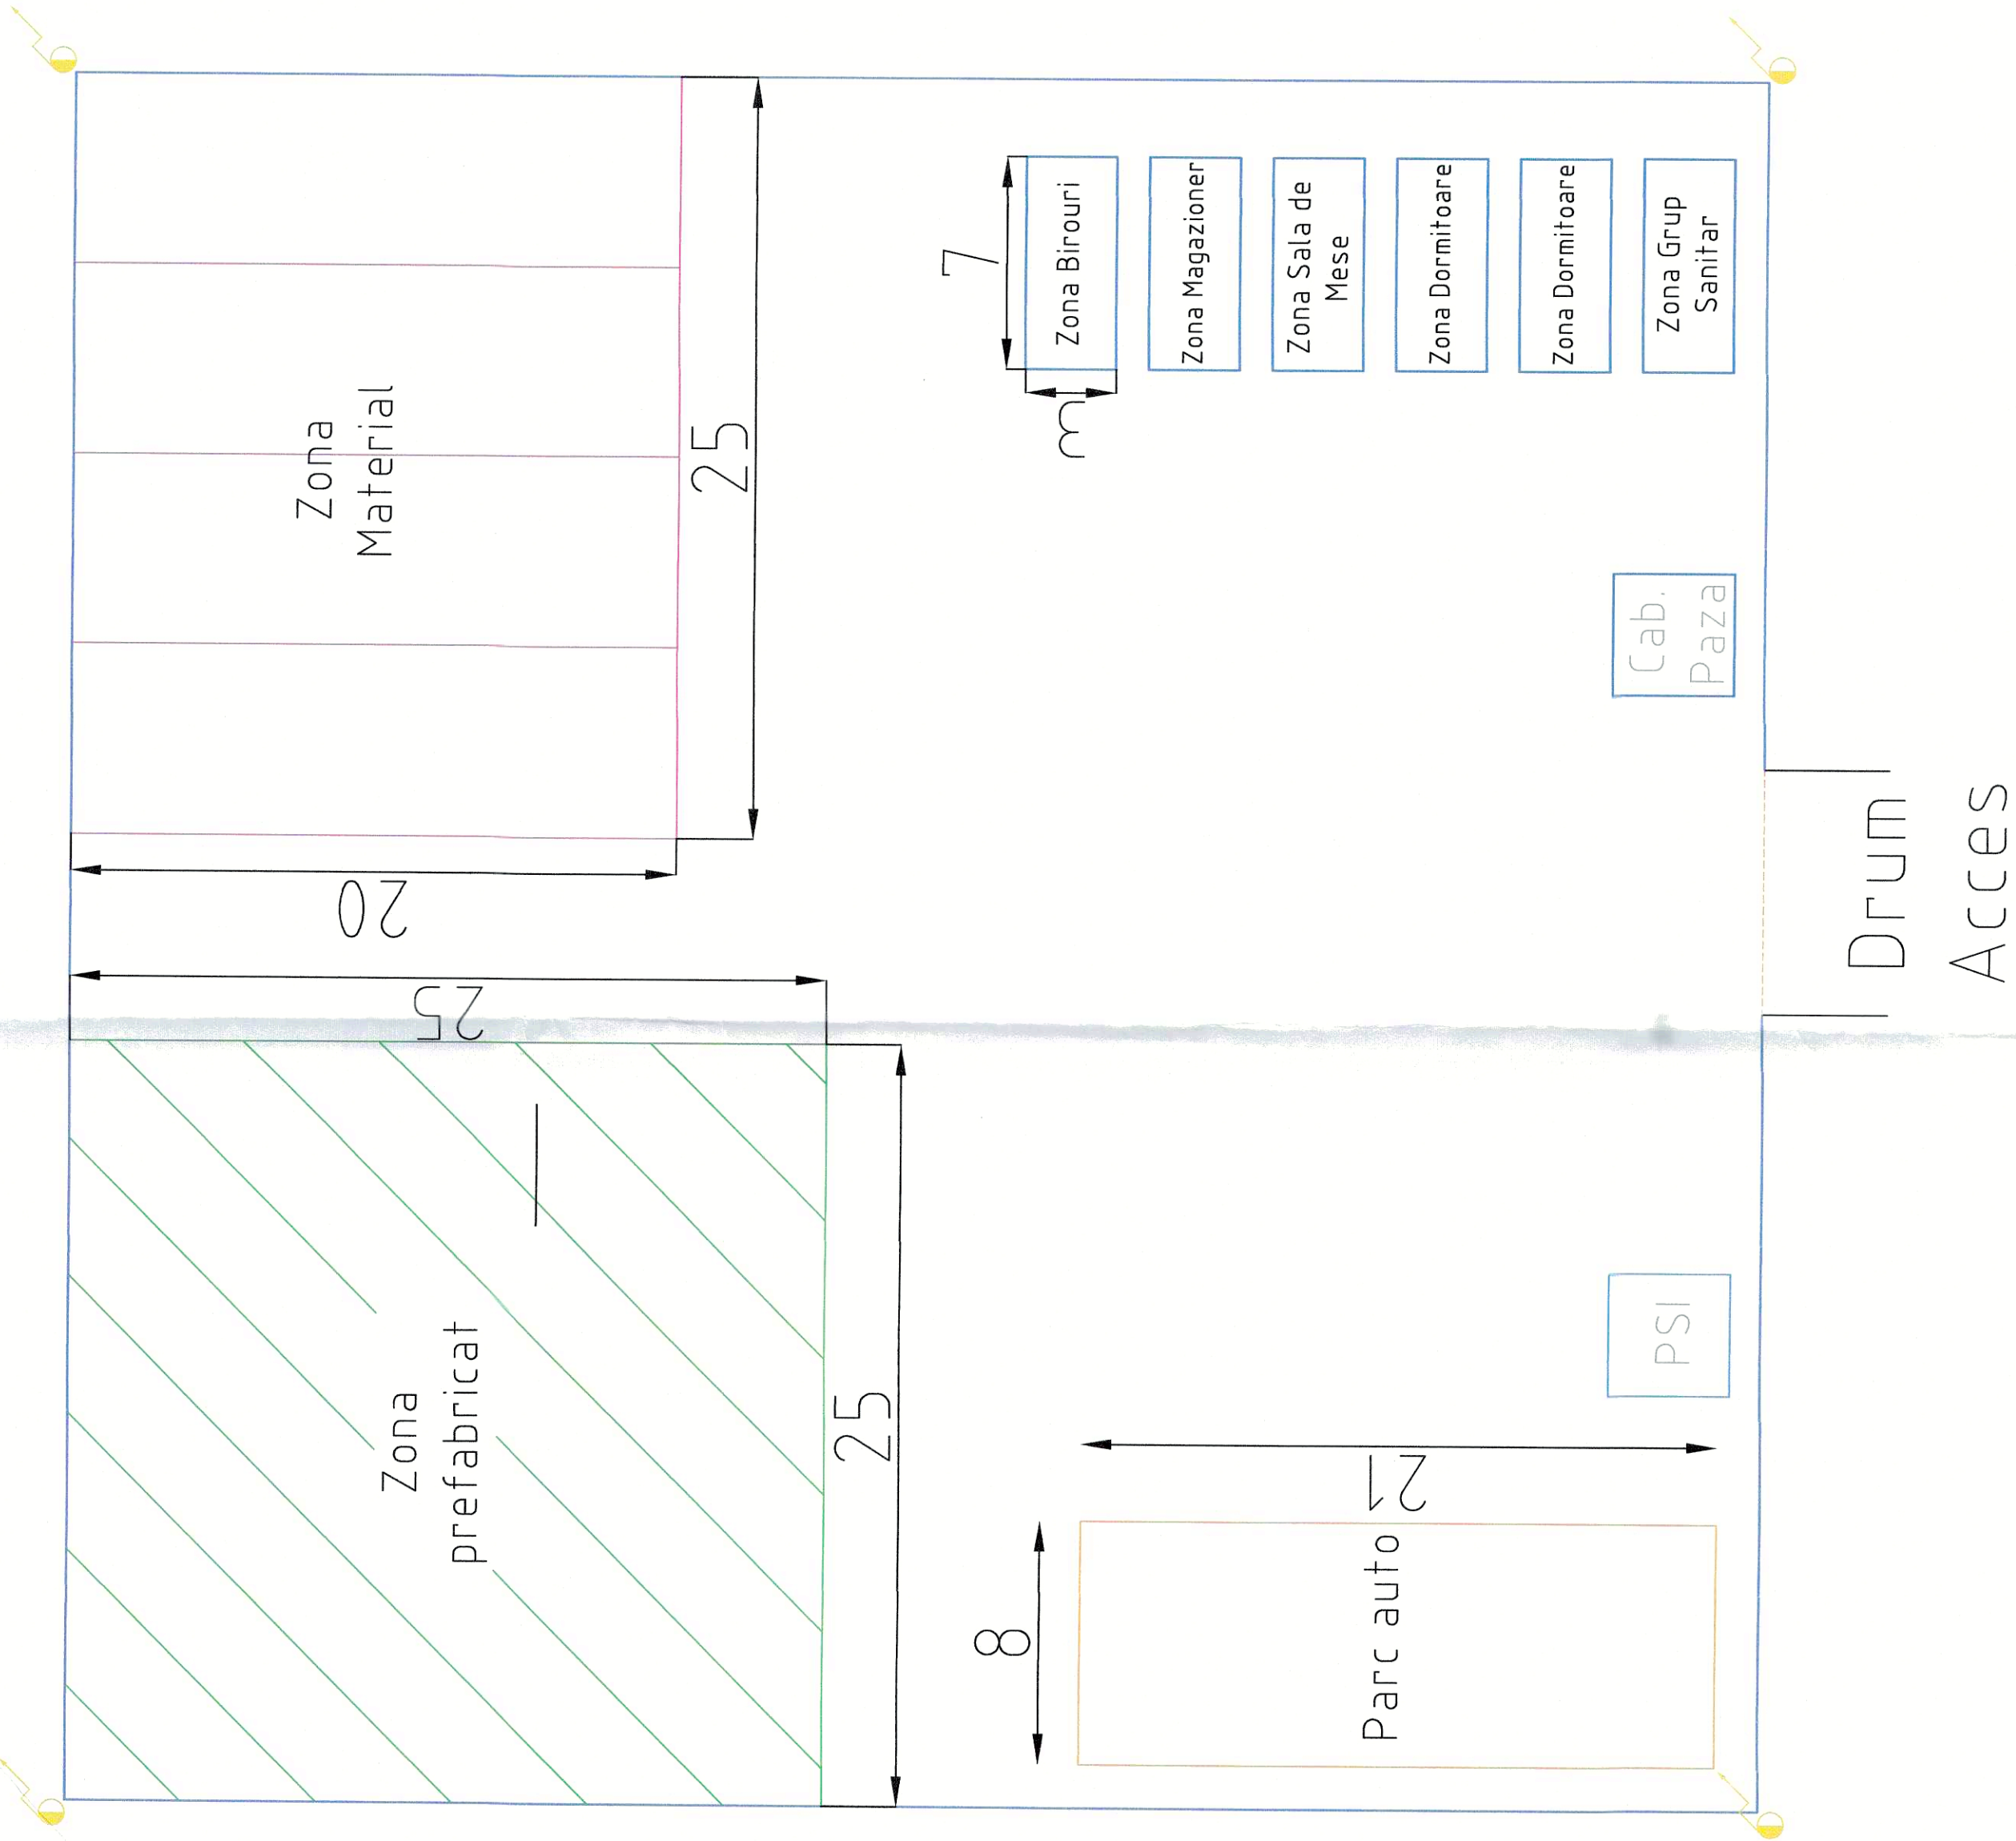 Zona
prefabricat
25
25
Zona
Material
20
25
8
Parc auto
21
PSI
Cab.
Paza
7
3
Zona Birouri
Zona Magazioner
Zona Sala de
Mese
Zona Dormitoare
Zona Dormitoare
Zona Grup
Sanitar
Drum
Acces